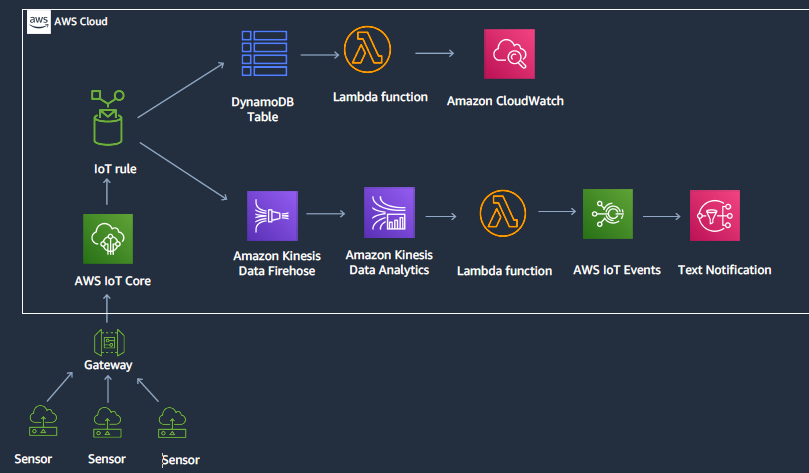 aws
AWS Cloud
DynamoDB
Table
Lambda function
Amazon CloudWatch
IoT rule
Amazon Kinesis
Data Firehose
Amazon Kinesis
Data Analytics
Lambda function
AWS IoT Events
Text Notification
AWS IoT Core
Gateway
Sensor
Sensor
Sensor